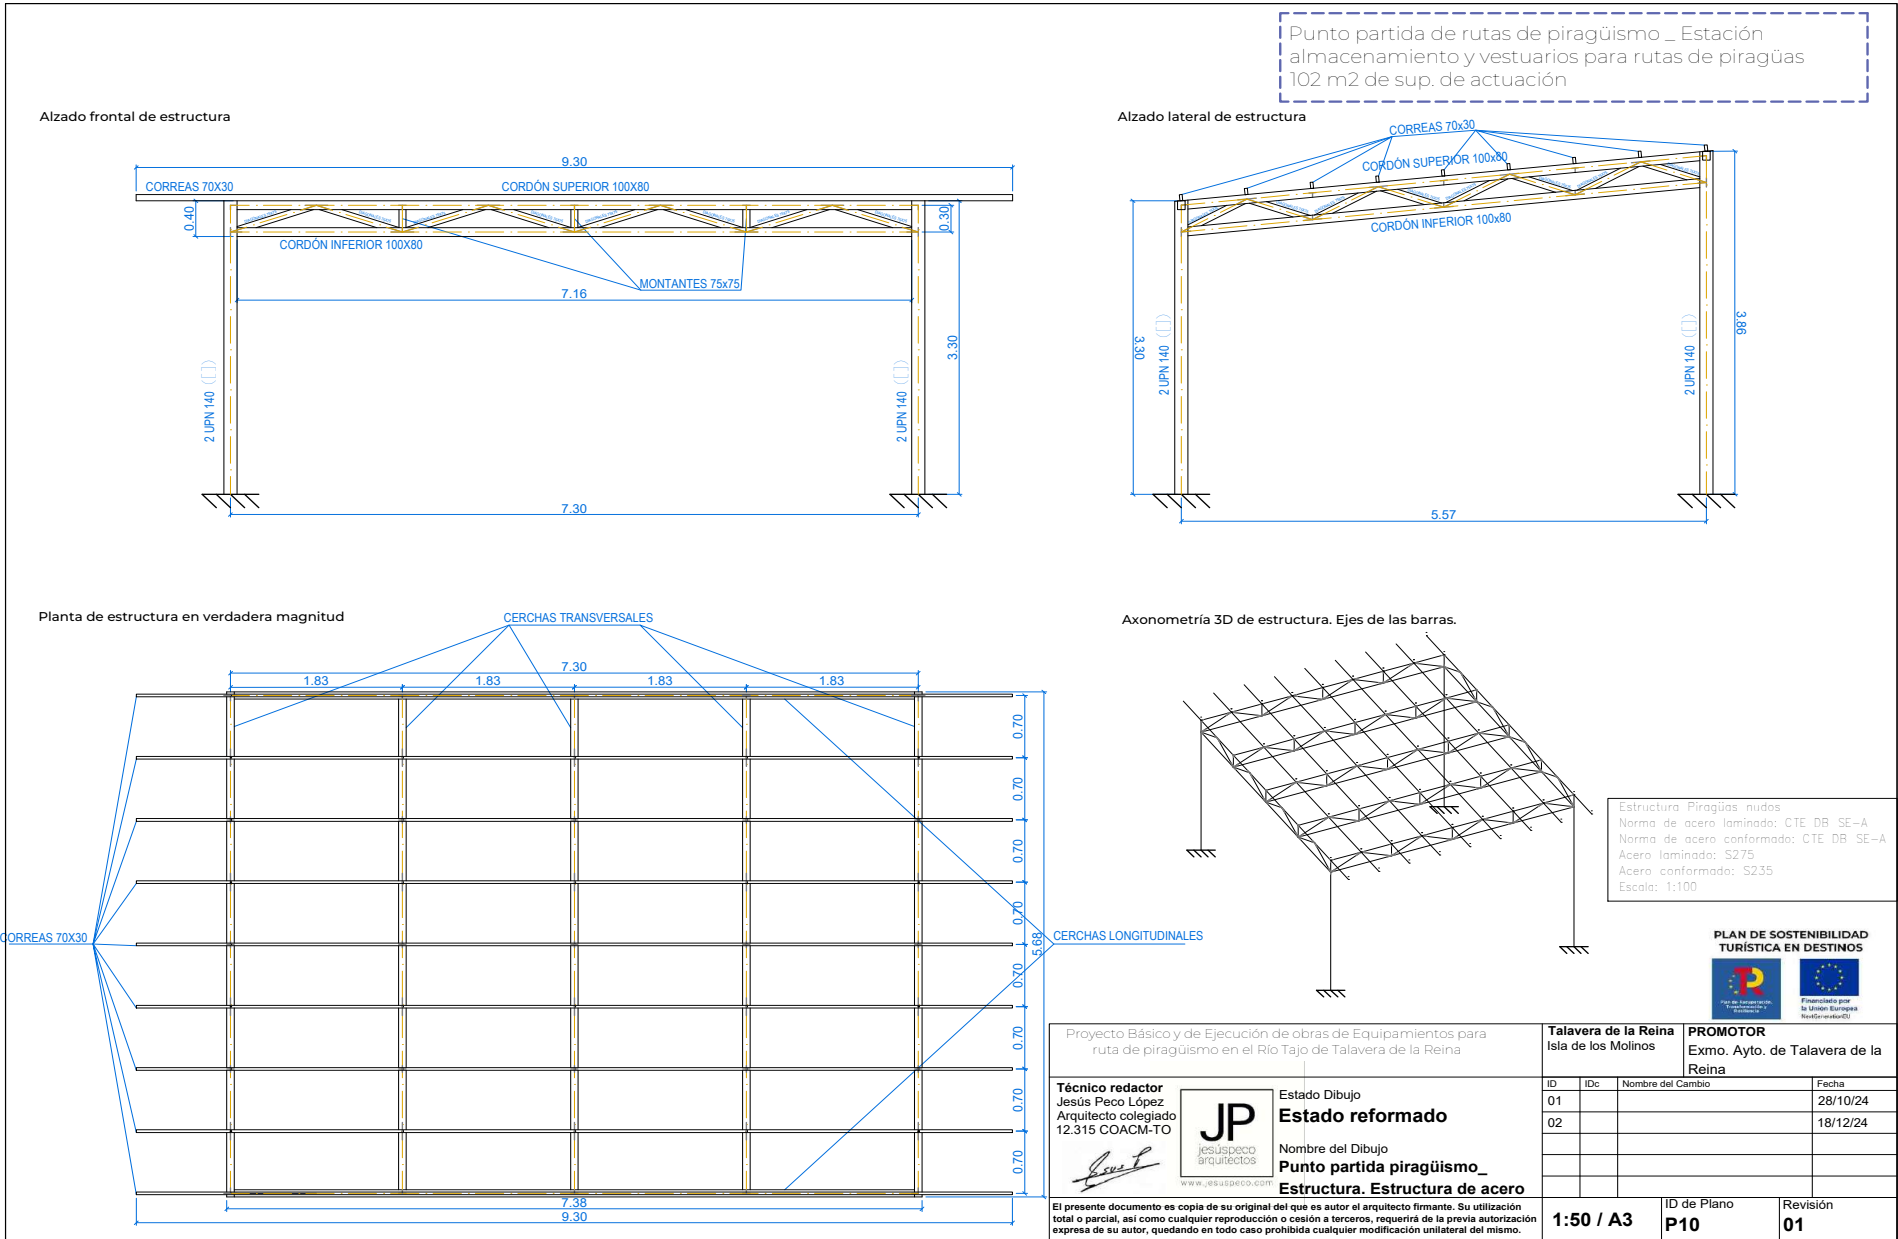 Punto partida de rutas de piragüismo _ Estación
almacenamiento y vestuarios para rutas de piragüas
102 m2 de sup. de actuación
Alzado frontal de estructura
9.30
CORREAS 70X30
CORDÓN SUPERIOR 100X80
0.40
0.30
CORDÓN INFERIOR 100X80
MONTANTES 75x75
7.16
3.30
2 UPN 140 ([])
2 UPN 140 ([])
7.30
Alzado lateral de estructura
CORREAS 70x30
CORDÓN SUPERIOR 100x80
CORDÓN INFERIOR 100x80
3.30
2 UPN 140 ([])
2 UPN 140 ([])
3.86
5.57
Planta de estructura en verdadera magnitud
CERCHAS TRANSVERSALES
7.30
1.83
1.83
1.83
1.83
0.70
0.70
0.70
0.70
0.70
0.70
0.70
0.70
5.68
CORREAS 70X30
CERCHAS LONGITUDINALES
7.38
9.30
Axonometría 3D de estructura. Ejes de las barras.
Estructura Piragüas nudos
Norma de acero laminado: CTE DB SE-A
Norma de acero conformado: CTE DB SE-A
Acero laminado: S275
Acero conformado: S235
Escala: 1:100
PLAN DE SOSTENIBILIDAD
TURÍSTICA EN DESTINOS
Plan de Recuperación,
Transformación y
Resiliencia
Financiado por
la Unión Europea
NextGenerationEU
Proyecto Básico y de Ejecución de obras de Equipamientos para
ruta de piragüismo en el Río Tajo de Talavera de la Reina
Talavera de la Reina
Isla de los Molinos
PROMOTOR
Exmo. Ayto. de Talavera de la
Reina
Técnico redactor
Jesús Peco López
Arquitecto colegiado
12.315 COACM-TO
JP
jesúspeco
arquitectos
www.jesuspeco.com
Estado Dibujo
Estado reformado
Nombre del Dibujo
Punto partida piragüismo_
Estructura. Estructura de acero
ID IDc Nombre del Cambio Fecha
01 28/10/24
02 18/12/24
El presente documento es copia de su original del que es autor el arquitecto firmante. Su utilización
total o parcial, así como cualquier reproducción o cesión a terceros, requerirá de la previa autorización
expresa de su autor, quedando en todo caso prohibida cualquier modificación unilateral del mismo.
1:50 / A3
ID de Plano
P10
Revisión
01